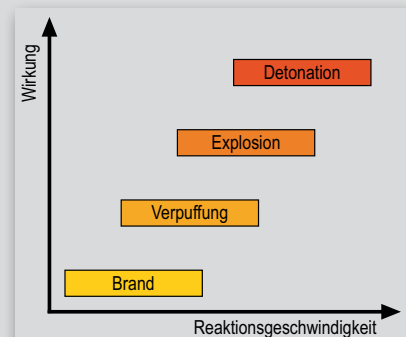 Wirkung
Detonation
Explosion
Verpuffung
Brand
Reaktionsgeschwindigkeit